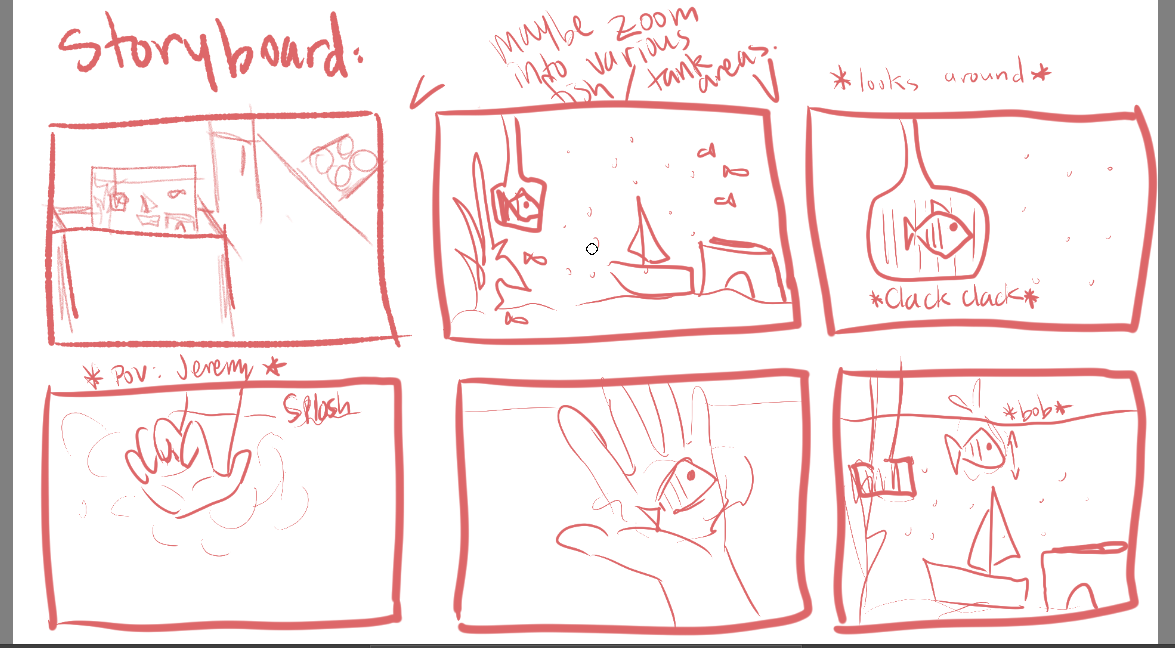 Storyboard:
maybe zoom
into various
fish tank
areas.
*looks around*
*Clack clack*
*POV: Jeremy*
Splash
*bob*